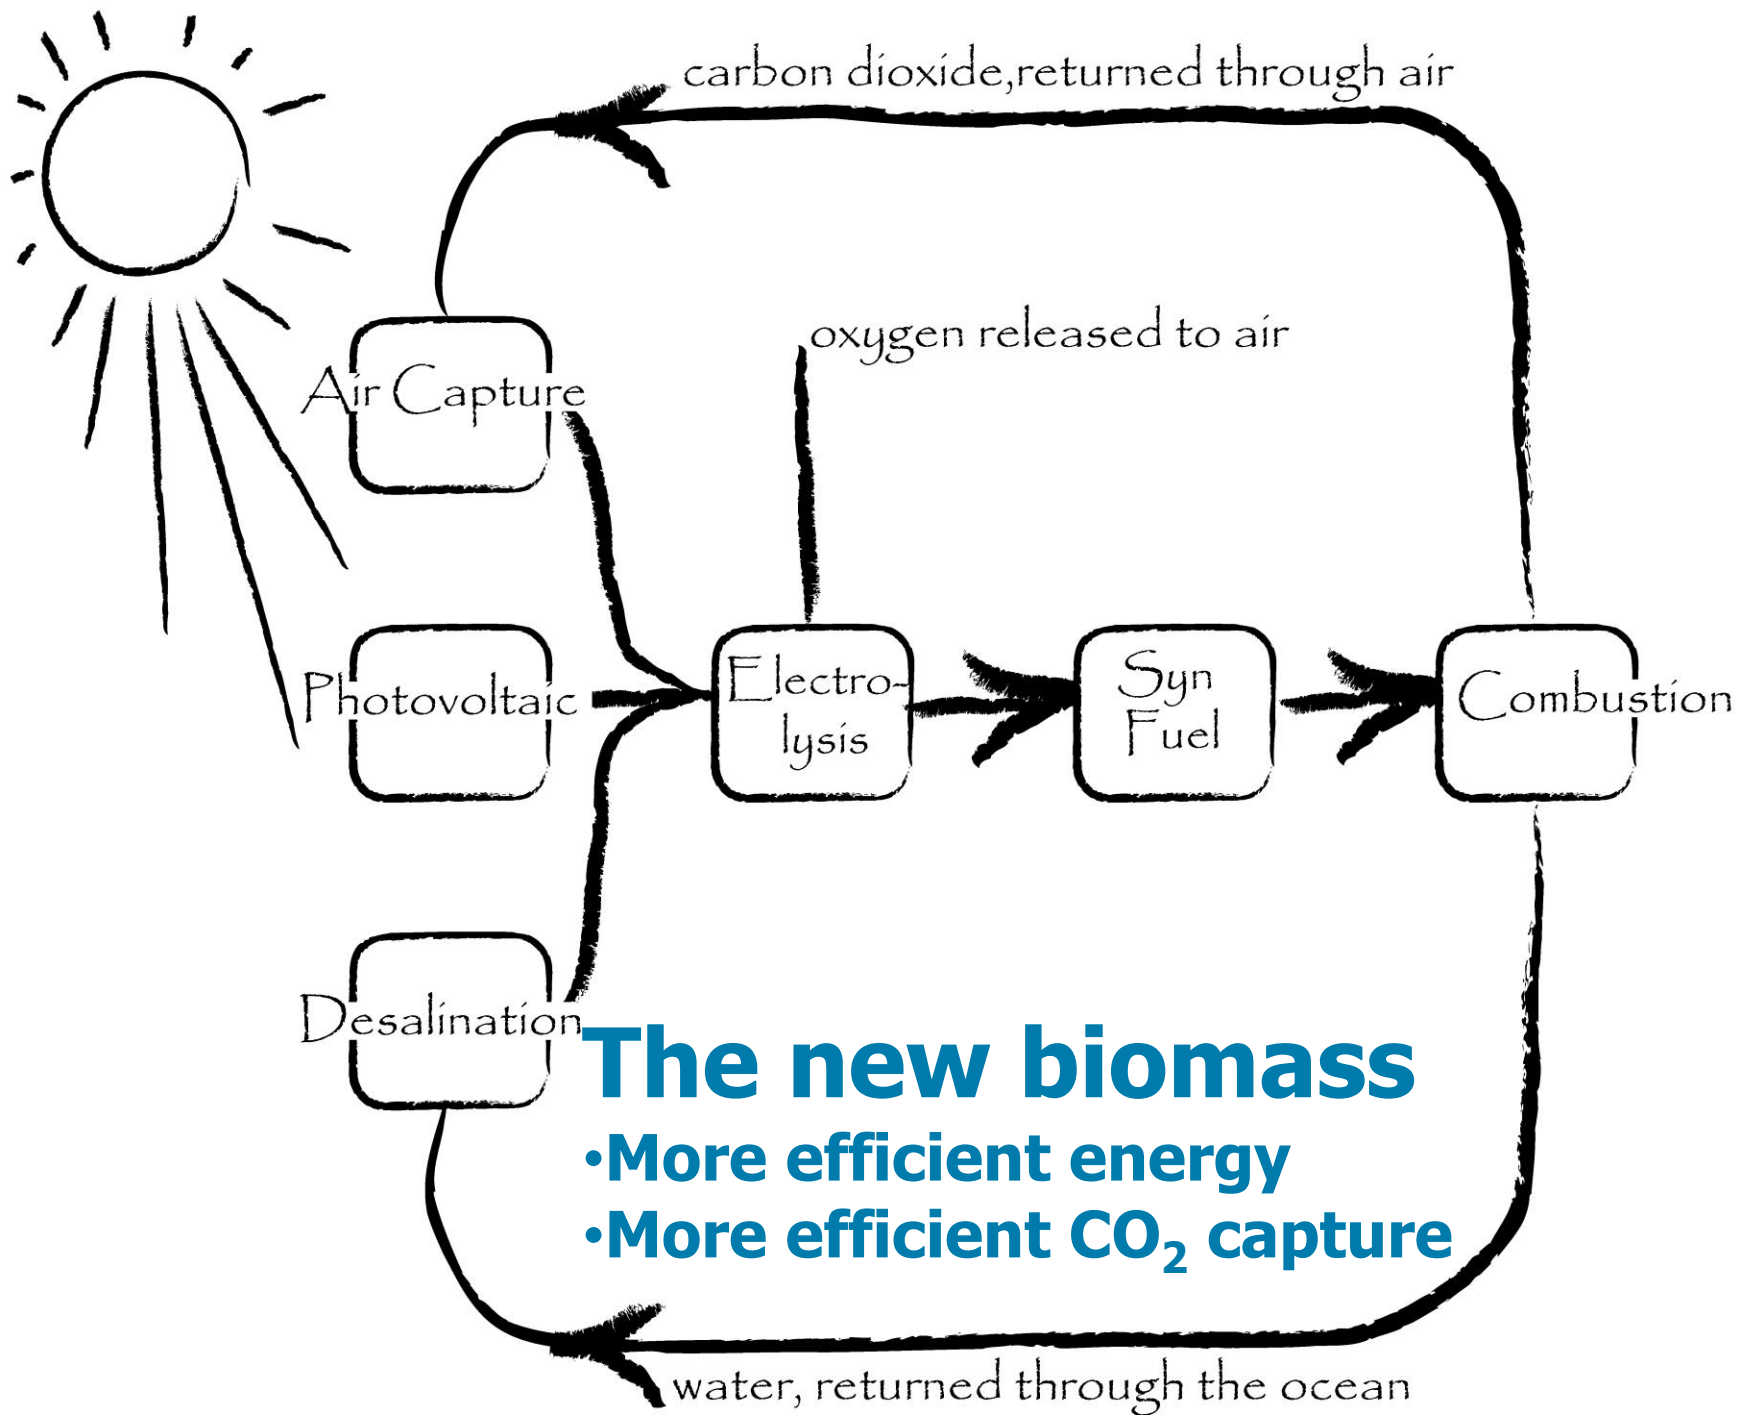 carbon dioxide,returned through air
oxygen released to air
Air Capture
Photovoltaic
Electro-
lysis
Syn
Fuel
Combustion
Desalination
The new biomass
•More efficient energy
•More efficient CO₂ capture
water, returned through the ocean